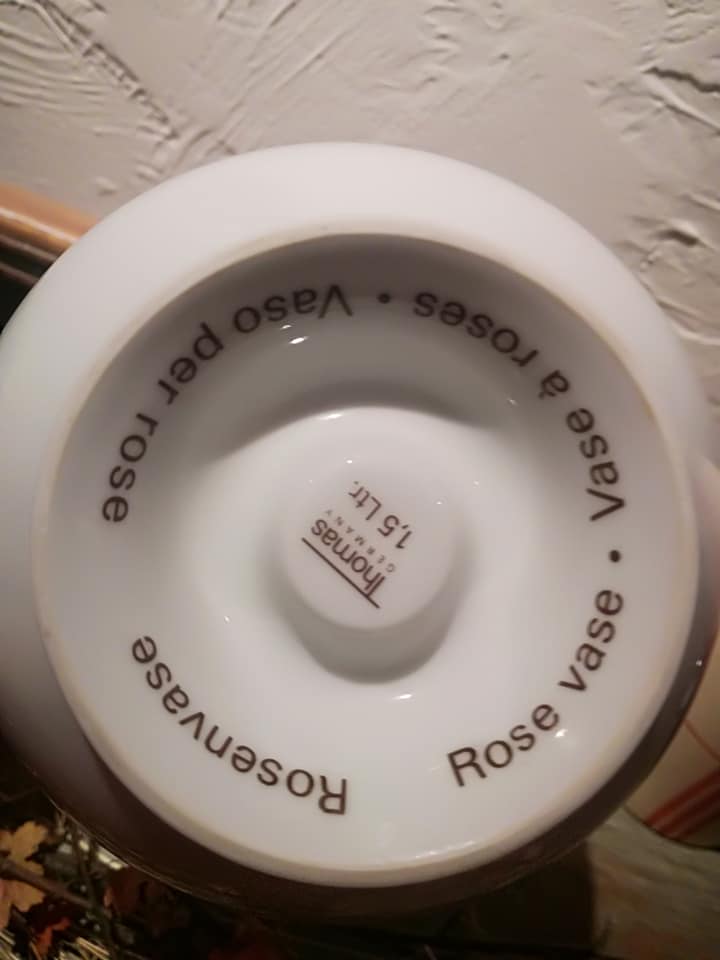 Rose vase • Vase à roses • Vaso per rose
Rosenvase
Thomas
GERMANY
1,5 Ltr.